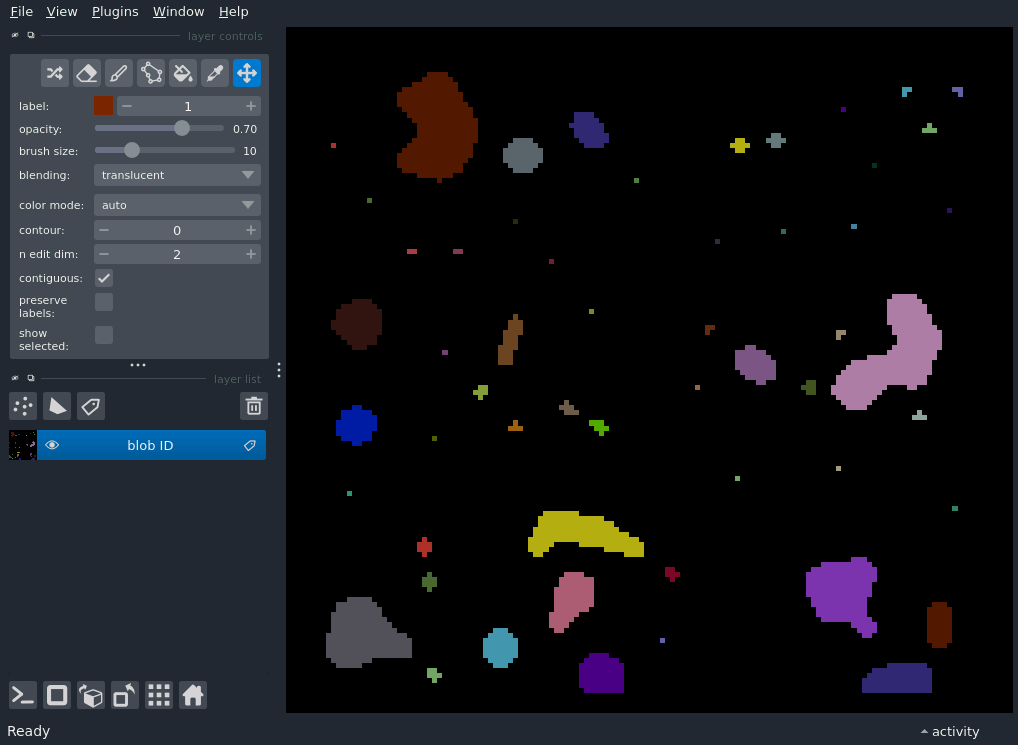 File View Plugins Window Help
layer controls
label: 1
opacity: 0.70
brush size: 10
blending: translucent
color mode: auto
contour: 0
n edit dim: 2
contiguous:
preserve
labels:
show
selected:
layer list
blob ID
Ready
activity